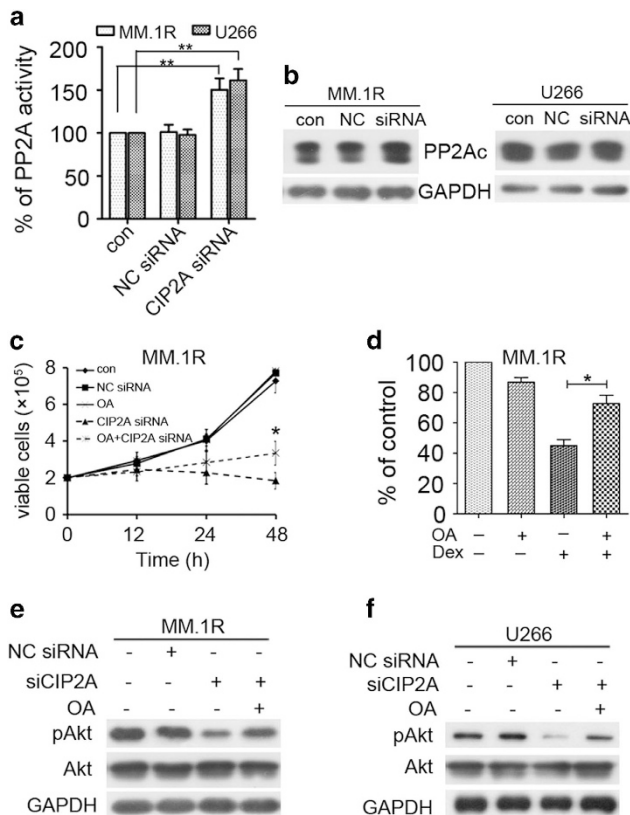 a
MM.1R U266
% of PP2A activity
200
150
100
50
0
** **
con
NC siRNA
CIP2A siRNA
b
MM.1R
con NC siRNA
U266
con NC siRNA
PP2Ac
GAPDH
c
MM.1R
viable cells (×10⁵)
8
6
4
2
0
con
NC siRNA
OA
CIP2A siRNA
OA+CIP2A siRNA
*
0 12 24 48
Time (h)
d
MM.1R
% of control
100
80
60
40
20
0
*
OA – + – +
Dex – – + +
e
MM.1R
NC siRNA - + - -
siCIP2A - - + +
OA - - - +
pAkt
Akt
GAPDH
f
U266
NC siRNA - + - -
siCIP2A - - + +
OA - - - +
pAkt
Akt
GAPDH